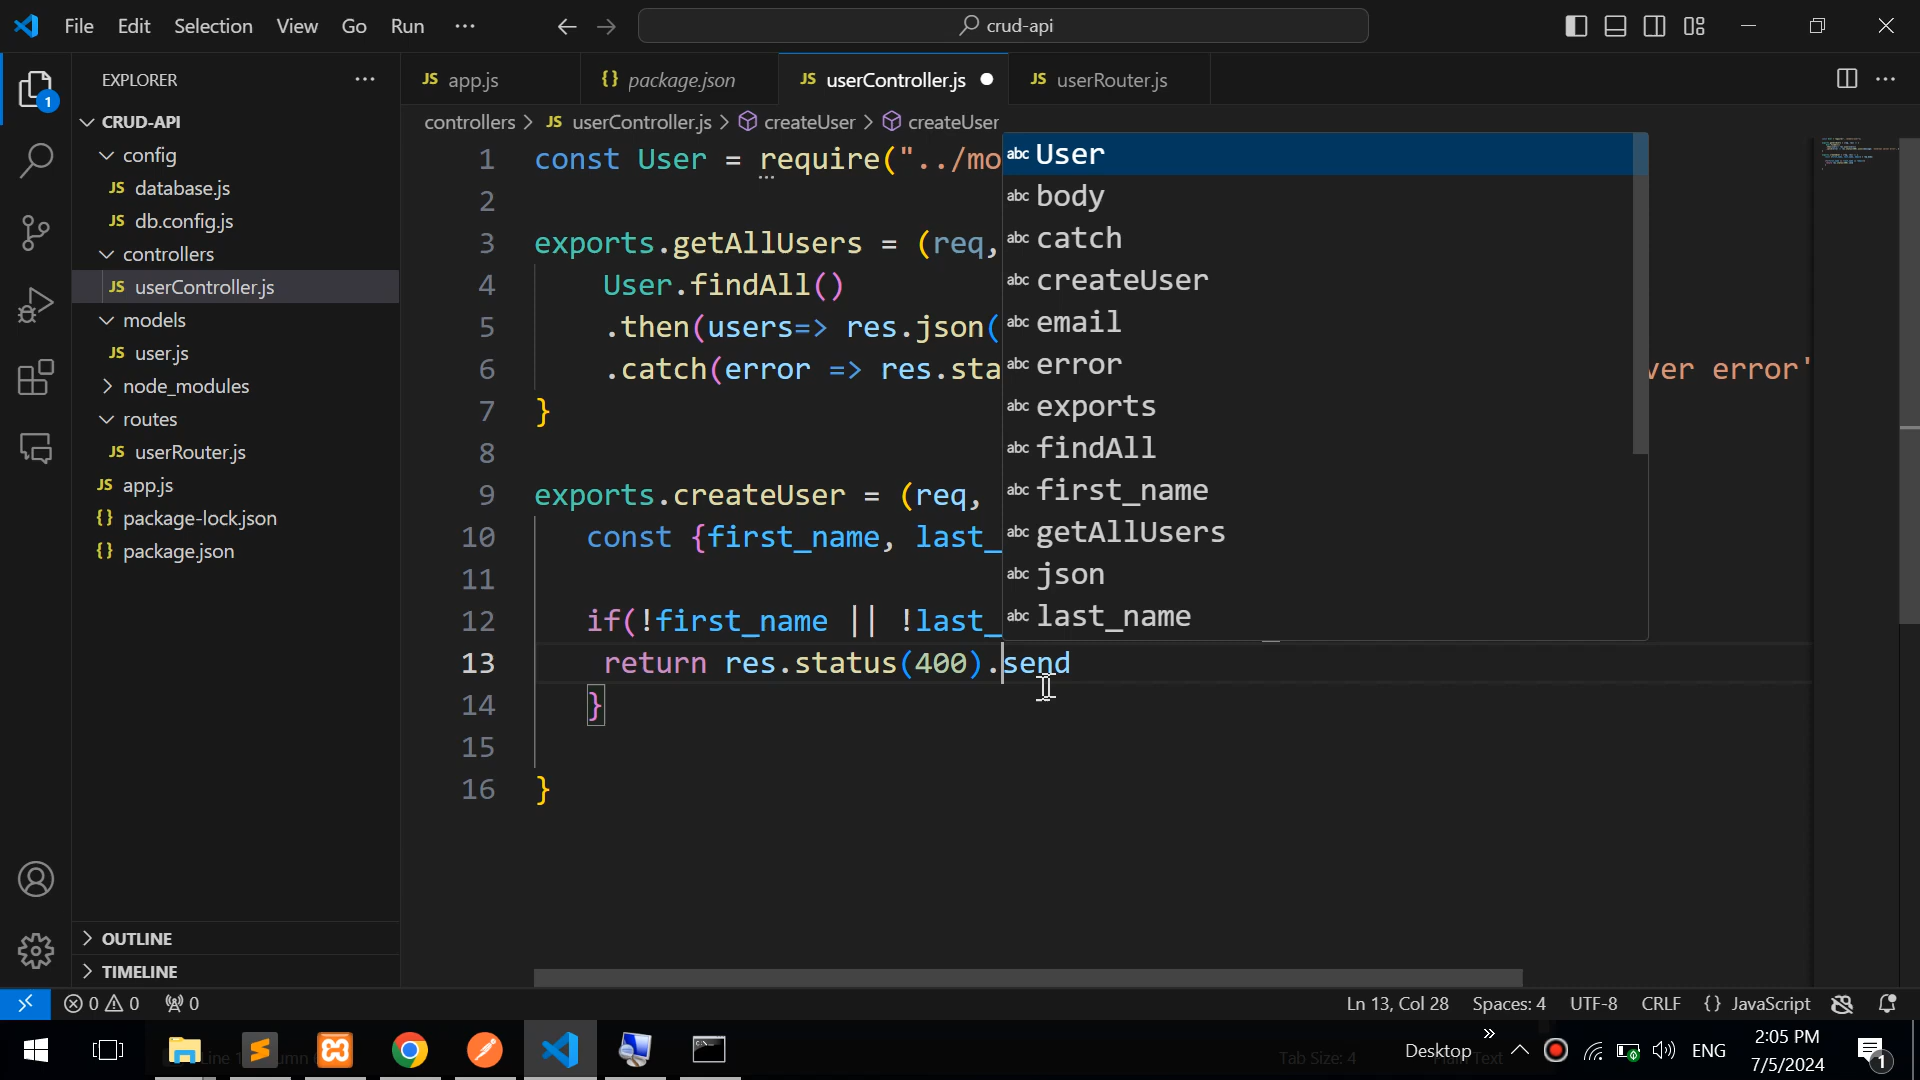 File Edit Selection View Go Run ··· crud-api
EXPLORER ···
JS app.js {} package.json JS userController.js JS userRouter.js ···
controllers > JS userController.js > createUser > createUser
1
CRUD-API
config
JS database.js
JS db.config.js
controllers
JS userController.js
models
JS user.js
node_modules
routes
JS userRouter.js
JS app.js
{} package-lock.json
{} package.json
OUTLINE
TIMELINE
1 const User = require("../mo
2
3 exports.getAllUsers = (req,
4 User.findAll()
5 .then(users=> res.json(
6 .catch(error => res.sta ver error'
7 }
8
9 exports.createUser = (req,
10 const {first_name, last_
11
12 if(!first_name || !last_
13 return res.status(400).send
14 }
15
16 }
abc User
abc body
abc catch
abc createUser
abc email
abc error
abc exports
abc findAll
abc first_name
abc getAllUsers
abc json
abc last_name
0 0 0 Ln 13, Col 28 Spaces: 4 UTF-8 CRLF {} JavaScript
Desktop » ENG 2:05 PM
7/5/2024 1